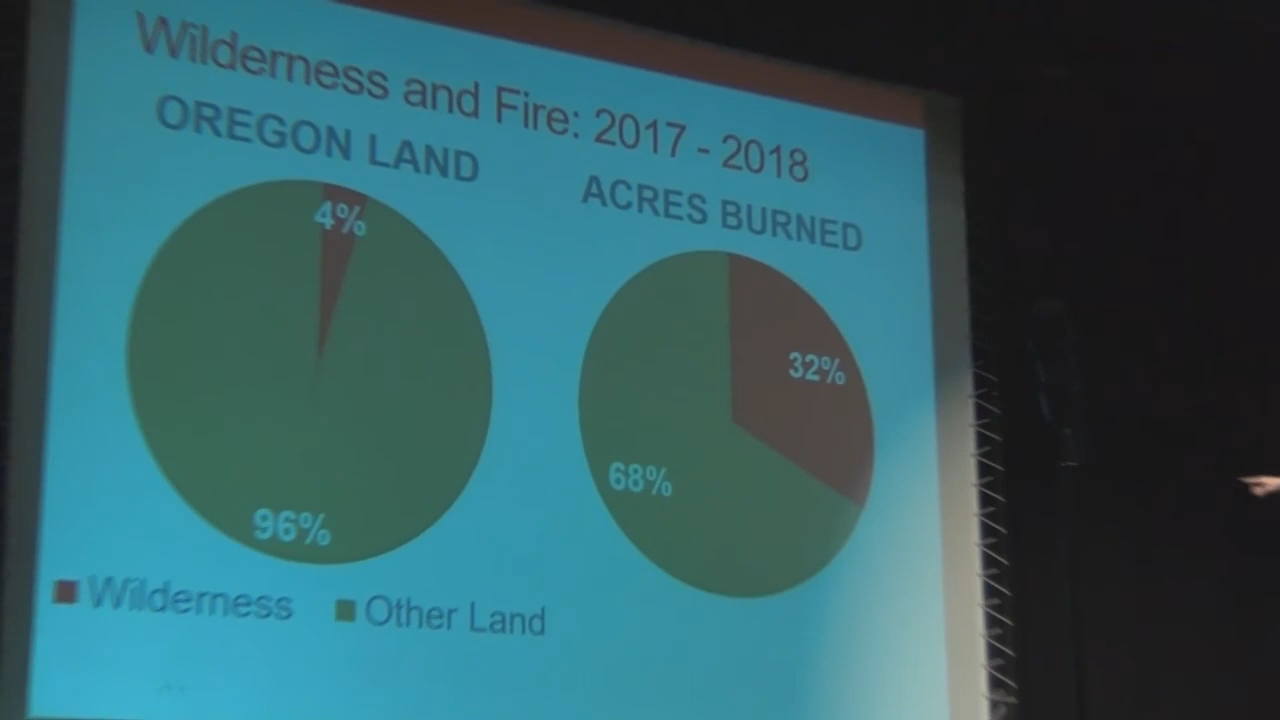 Wilderness and Fire: 2017 - 2018
OREGON LAND
ACRES BURNED
4%
96%
32%
68%
Wilderness
Other Land